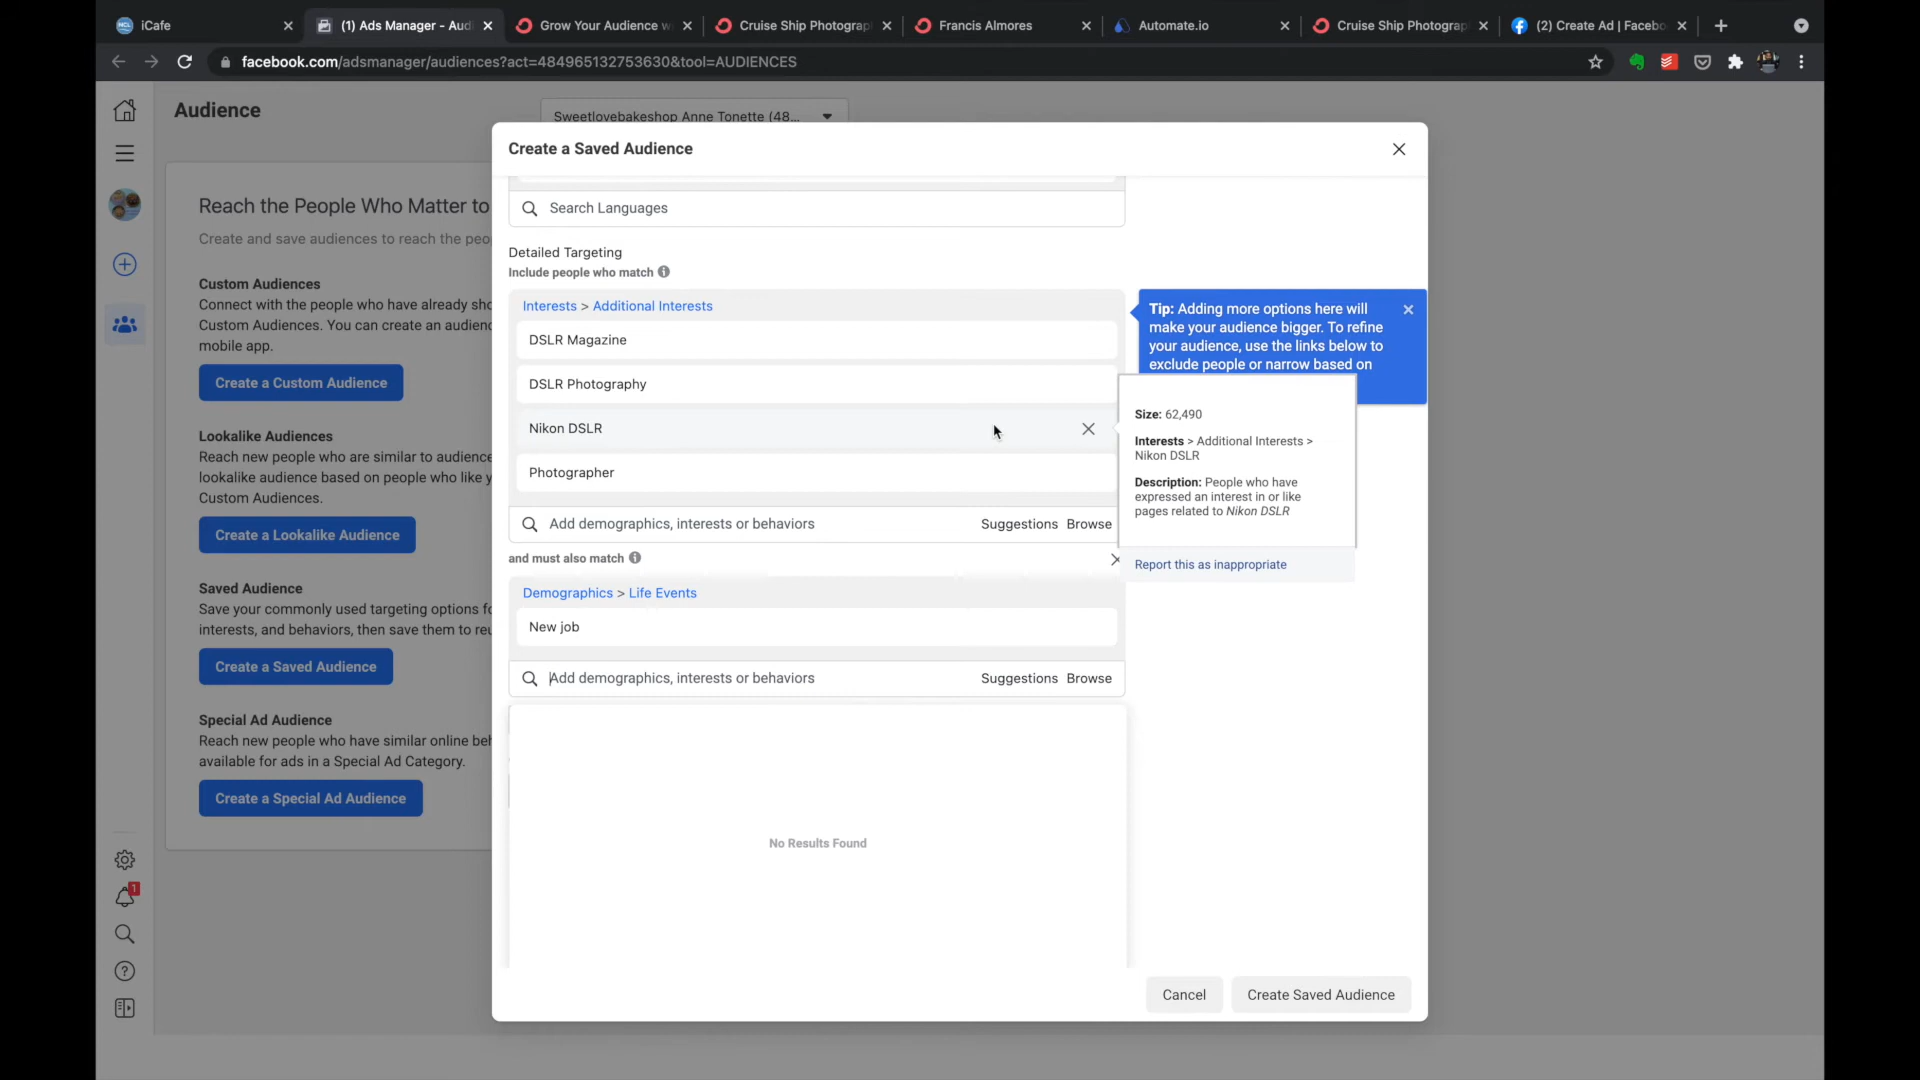 iCafe
(1) Ads Manager - Audi
Grow Your Audience w
Cruise Ship Photograp
Francis Almores
Automate.io
Cruise Ship Photograp
(2) Create Ad | Facebo
facebook.com/adsmanager/audiences?act=484965132753630&tool=AUDIENCES
Audience
Sweetlovebakeshop Anne Tonette (48...
Reach the People Who Matter to
Create and save audiences to reach the peop
Custom Audiences
Connect with the people who have already sho
Custom Audiences. You can create an audienc
mobile app.
Create a Custom Audience
Lookalike Audiences
Reach new people who are similar to audience
lookalike audience based on people who like y
Custom Audiences.
Create a Lookalike Audience
Saved Audience
Save your commonly used targeting options fo
interests, and behaviors, then save them to reu
Create a Saved Audience
Special Ad Audience
Reach new people who have similar online beh
available for ads in a Special Ad Category.
Create a Special Ad Audience
1
Create a Saved Audience
Search Languages
Detailed Targeting
Include people who match
Interests > Additional Interests
DSLR Magazine
DSLR Photography
Nikon DSLR
Photographer
Add demographics, interests or behaviors
Suggestions Browse
and must also match
Demographics > Life Events
New job
Add demographics, interests or behaviors
Suggestions Browse
No Results Found
Tip: Adding more options here will
make your audience bigger. To refine
your audience, use the links below to
exclude people or narrow based on
Size: 62,490
Interests > Additional Interests >
Nikon DSLR
Description: People who have
expressed an interest in or like
pages related to Nikon DSLR
Report this as inappropriate
Cancel
Create Saved Audience